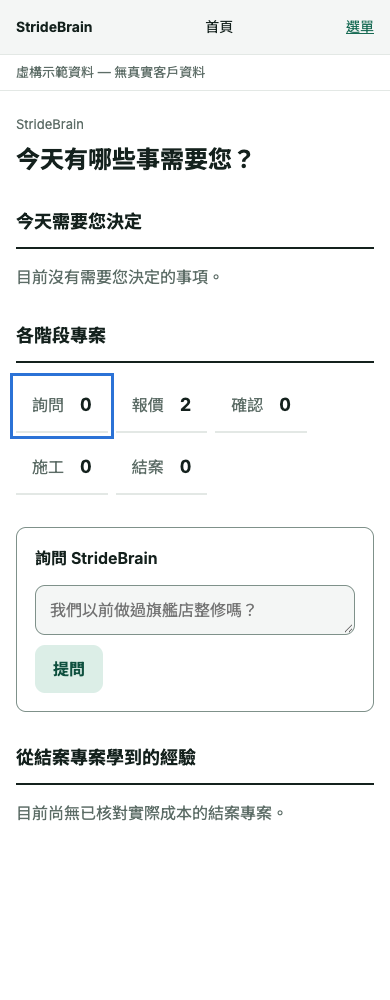 StrideBrain 首頁 選單
虛構示範資料 — 無真實客戶資料
StrideBrain
今天有哪些事需要您？
今天需要您決定
目前沒有需要您決定的事項。
各階段專案
詢問 0 報價 2 確認 0
施工 0 結案 0
詢問 StrideBrain
我們以前做過旗艦店整修嗎？
提問
從結案專案學到的經驗
目前尚無已核對實際成本的結案專案。